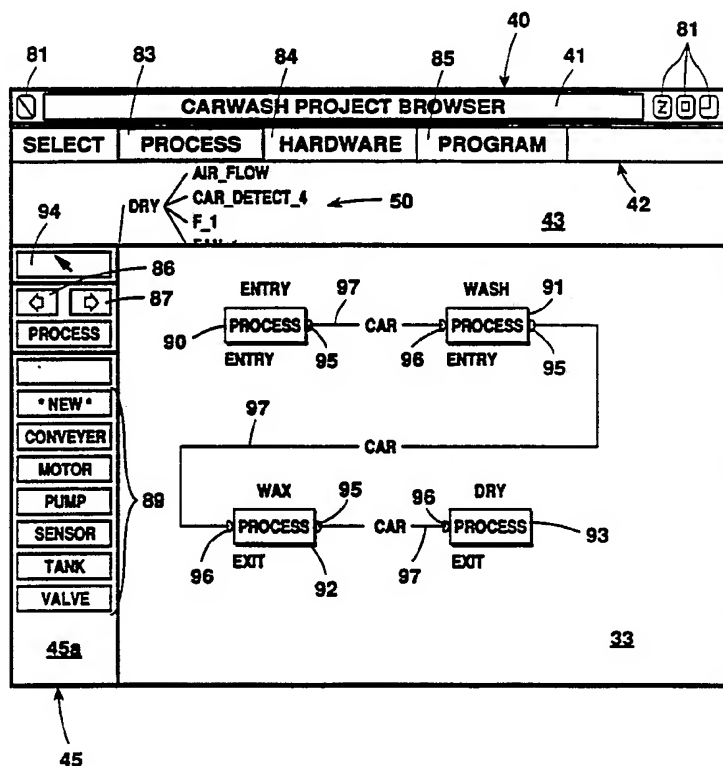 40
81 83 84 85 41 81
CARWASH PROJECT BROWSER Z
SELECT PROCESS HARDWARE PROGRAM
AIR_FLOW
DRY CAR_DETECT_4 50 43 42
F_1
94
86
87
PROCESS
*NEW*
CONVEYER
MOTOR
PUMP
SENSOR
TANK
VALVE
89
45a
45
ENTRY 97 WASH 91
90 PROCESS CAR PROCESS
ENTRY 95 96 ENTRY 95
97
CAR
WAX 95 96 DRY
PROCESS CAR PROCESS 93
96 EXIT 92 97 EXIT
33